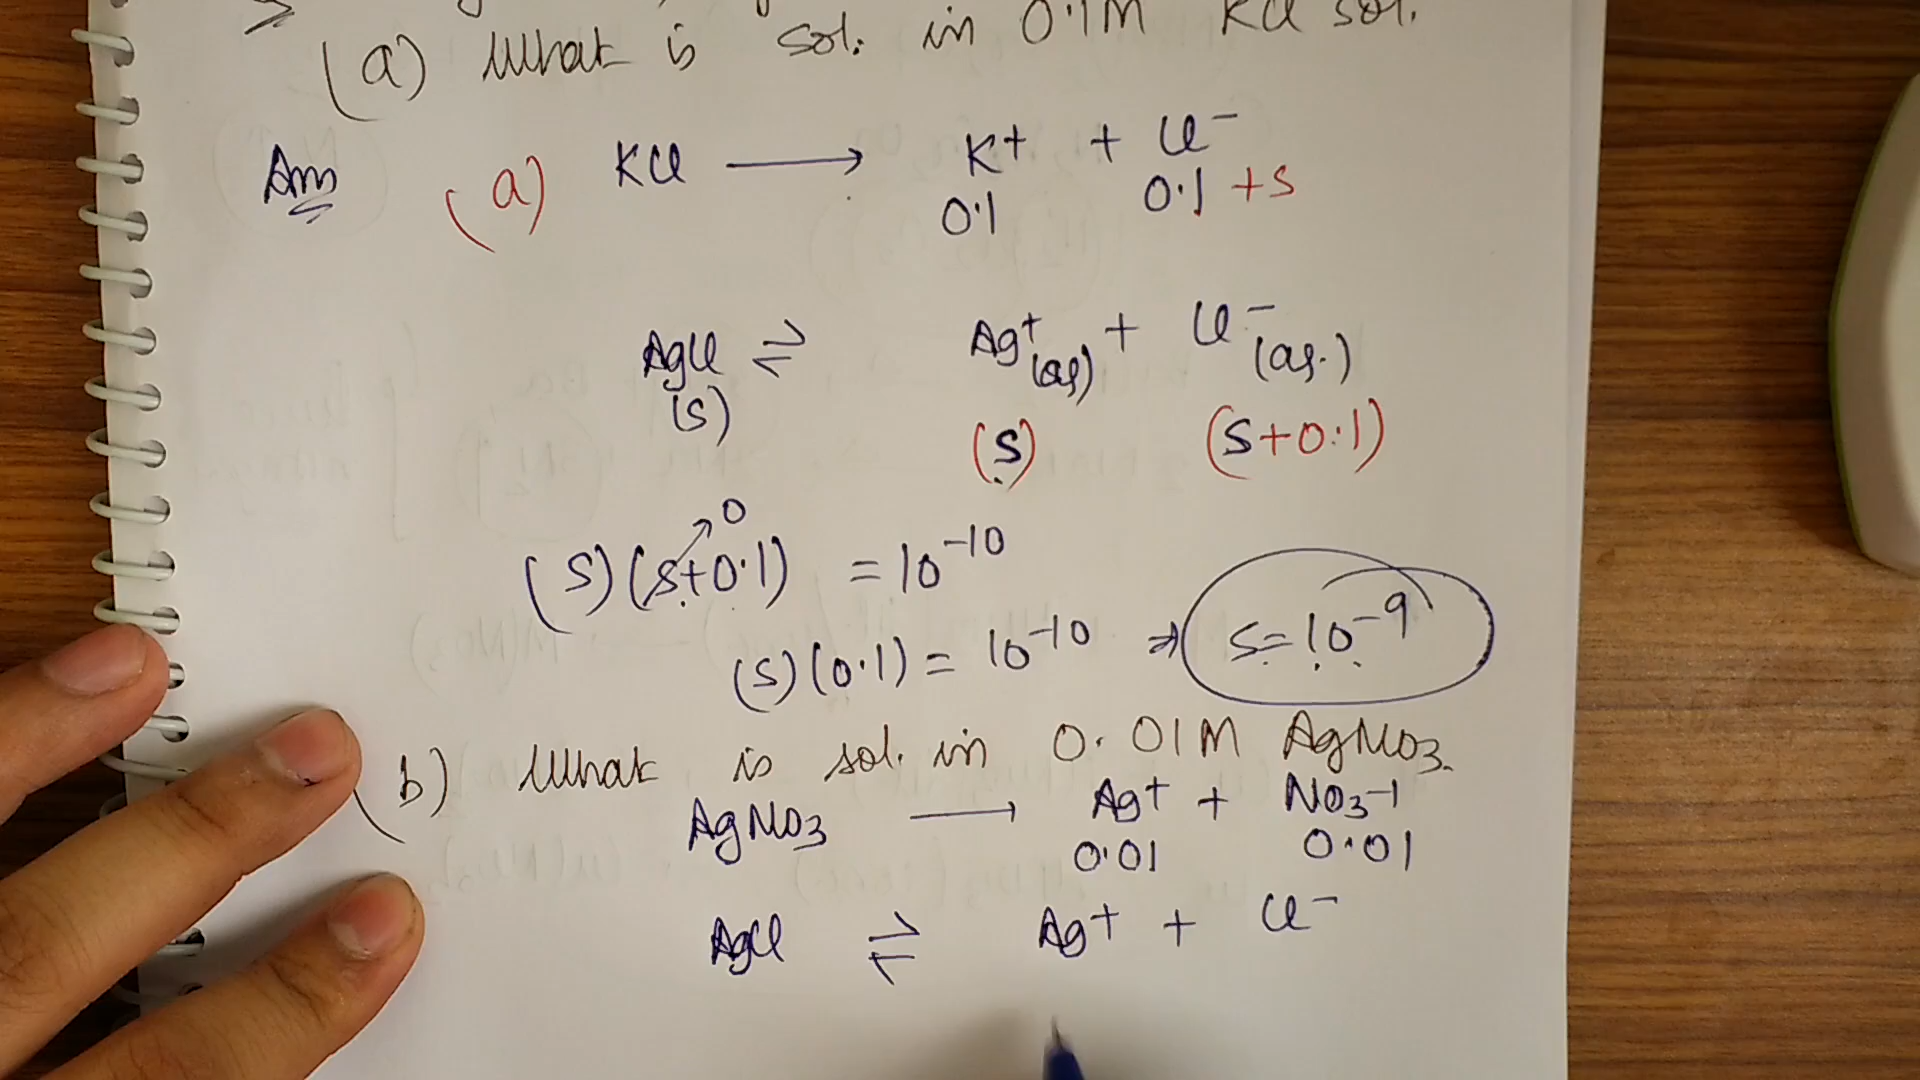 (a) What is sol. in 0.1M KCl sol.
Ans (a) KCl ⟶ K+ + Cl−
0.1 0.1 +s
AgCl ⇌ Ag+(aq) + Cl−(aq.)
(s) (s) (s+0.1)
0
(s)(s+0.1) = 10^-10
(s)(0.1) = 10^-10 ⇒ s=10^-9
(b) What is sol. in 0.01M AgNO3.
AgNO3 ⟶ Ag+ + NO3-1
0.01 0.01
AgCl ⇌ Ag+ + Cl−